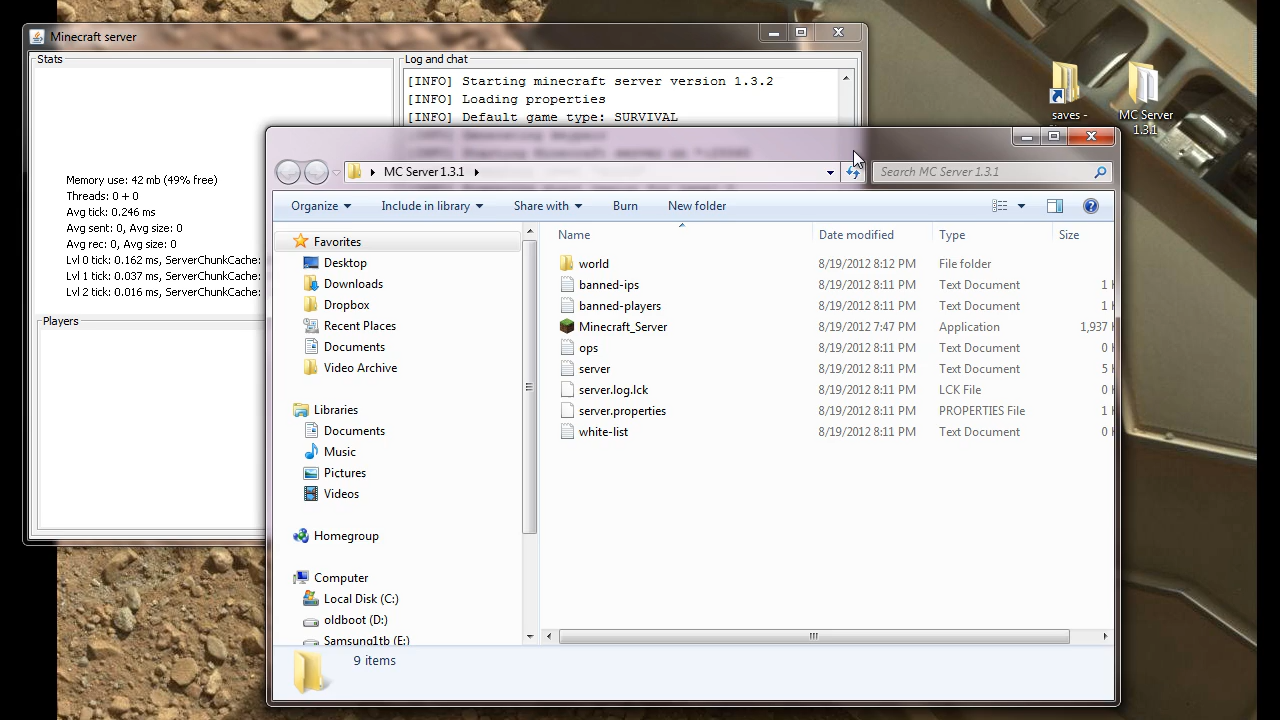 Minecraft server
Stats
Log and chat
[INFO] Starting minecraft server version 1.3.2
[INFO] Loading properties
[INFO] Default game type: SURVIVAL
Memory use: 42 mb (49% free)
Threads: 0 + 0
Avg tick: 0.246 ms
Avg sent: 0, Avg size: 0
Avg rec: 0, Avg size: 0
Lvl 0 tick: 0.162 ms, ServerChunkCache:
Lvl 1 tick: 0.037 ms, ServerChunkCache:
Lvl 2 tick: 0.016 ms, ServerChunkCache:
Players
saves -
MC Server
1.3.1
MC Server 1.3.1
Search MC Server 1.3.1
Organize Include in library Share with Burn New folder
Name Date modified Type Size
world 8/19/2012 8:12 PM File folder
banned-ips 8/19/2012 8:11 PM Text Document 1
banned-players 8/19/2012 8:11 PM Text Document 1
Minecraft_Server 8/19/2012 7:47 PM Application 1,937
ops 8/19/2012 8:11 PM Text Document 0
server 8/19/2012 8:11 PM Text Document 5
server.log.lck 8/19/2012 8:11 PM LCK File 0
server.properties 8/19/2012 8:11 PM PROPERTIES File 1
white-list 8/19/2012 8:11 PM Text Document 0
Favorites
Desktop
Downloads
Dropbox
Recent Places
Documents
Video Archive
Libraries
Documents
Music
Pictures
Videos
Homegroup
Computer
Local Disk (C:)
oldboot (D:)
Samsung1tb (E:)
9 items